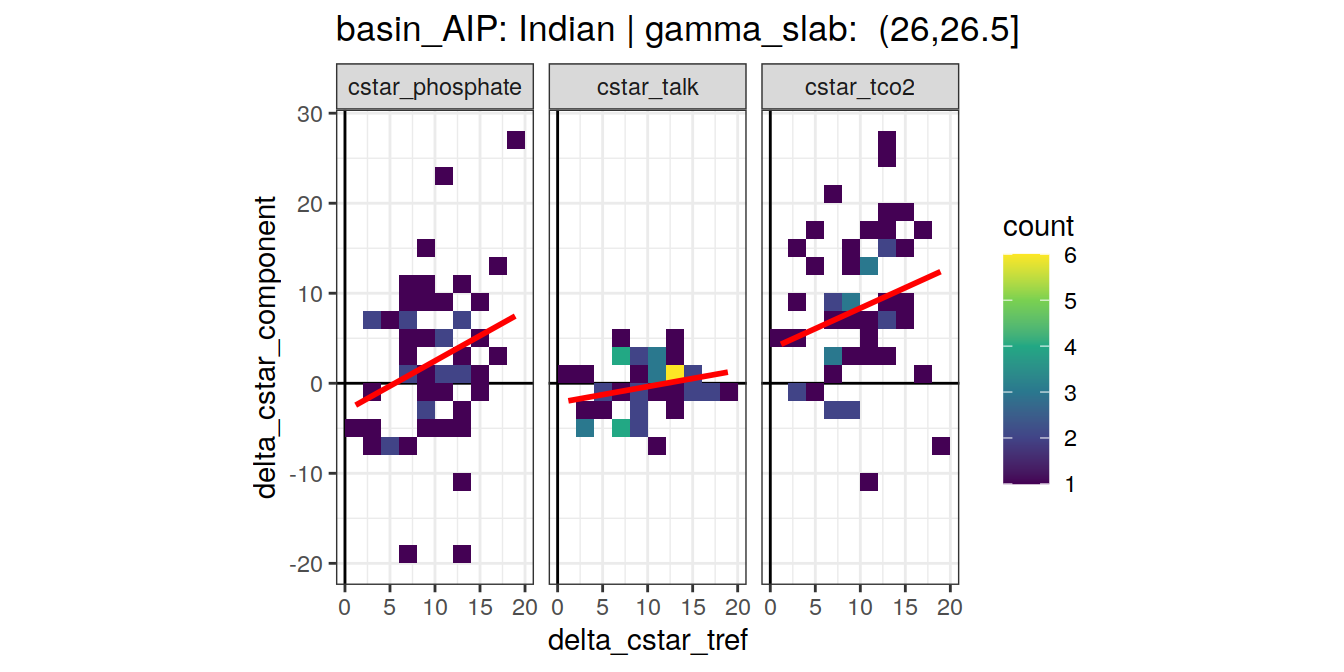 basin_AIP: Indian | gamma_slab:  (26,26.5]
cstar_phosphate
cstar_talk
cstar_tco2
delta_cstar_component
30
20
10
0
-10
-20
0 5 10 15 20
0 5 10 15 20
0 5 10 15 20
delta_cstar_tref
count
6
5
4
3
2
1